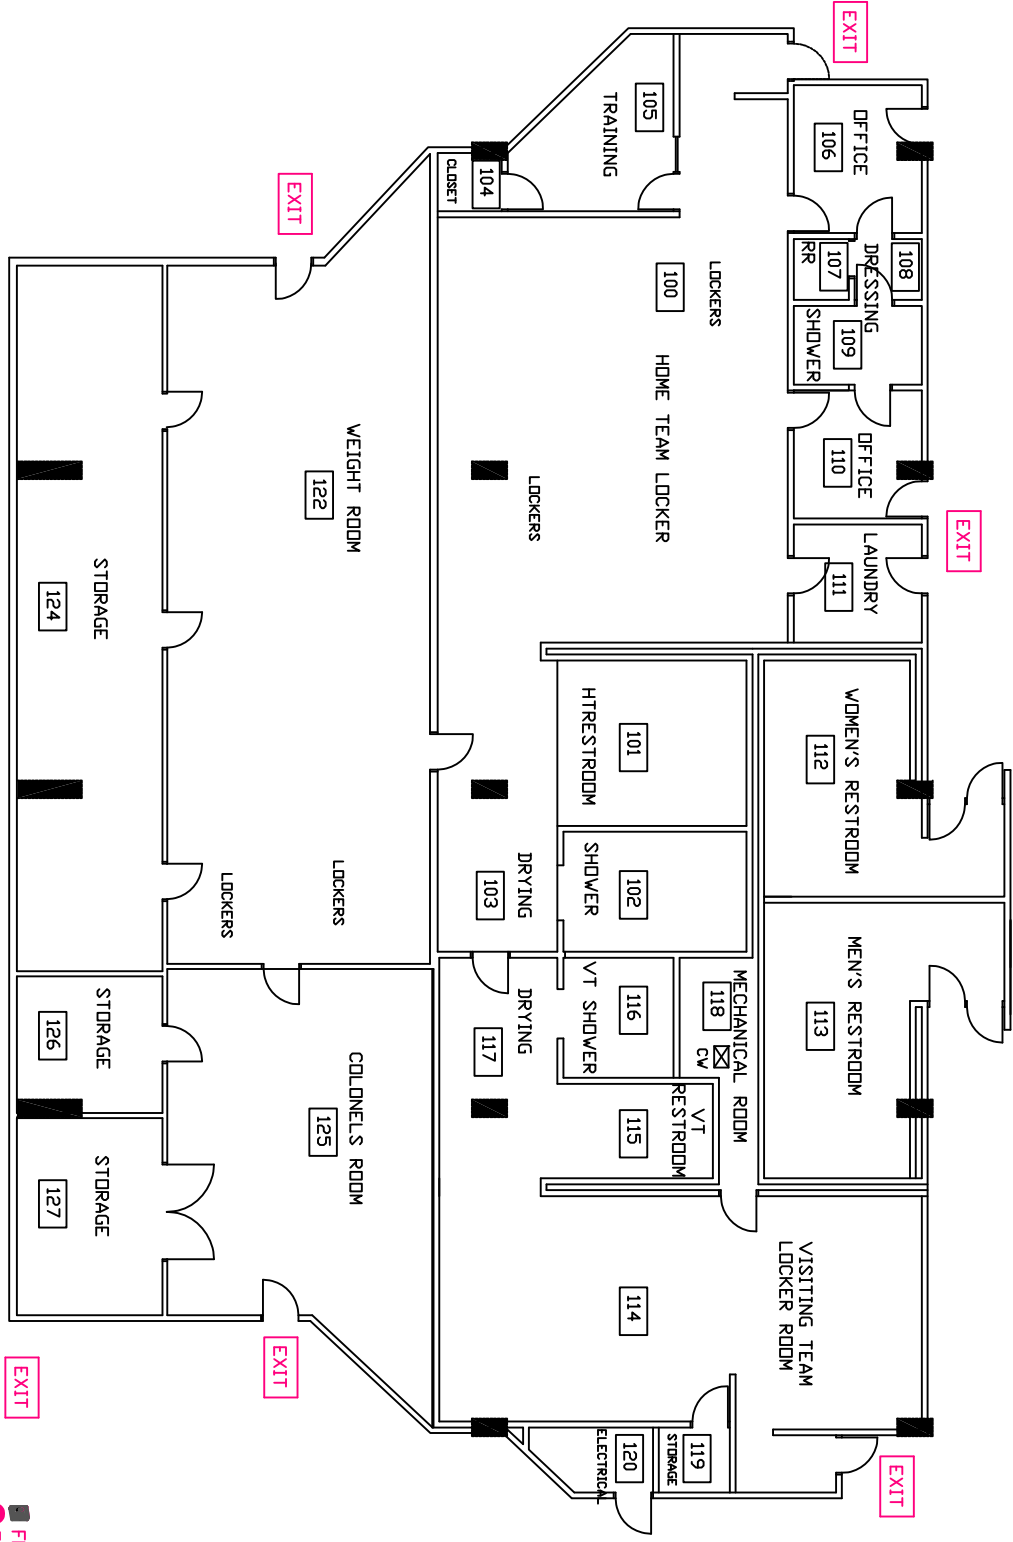 EXIT
EXIT
EXIT
OFFICE
106
108
DRESSING
107
RR
109
SHOWER
OFFICE
110
LAUNDRY
111
WOMEN'S RESTROOM
112
MEN'S RESTROOM
113
VISITING TEAM
LOCKER ROOM
114
LOCKERS
100
HOME TEAM LOCKER
105
TRAINING
104
CLOSET
LOCKERS
101
HTRESTROOM
102
SHOWER
DRYING
103
MECHANICAL ROOM
118
CW
116
VT SHOWER
DRYING
117
VT
RESTROOM
115
119
STORAGE
120
ELECTRICAL
EXIT
WEIGHT ROOM
122
LOCKERS
LOCKERS
COLONELS ROOM
125
EXIT
STORAGE
124
STORAGE
126
STORAGE
127
EXIT